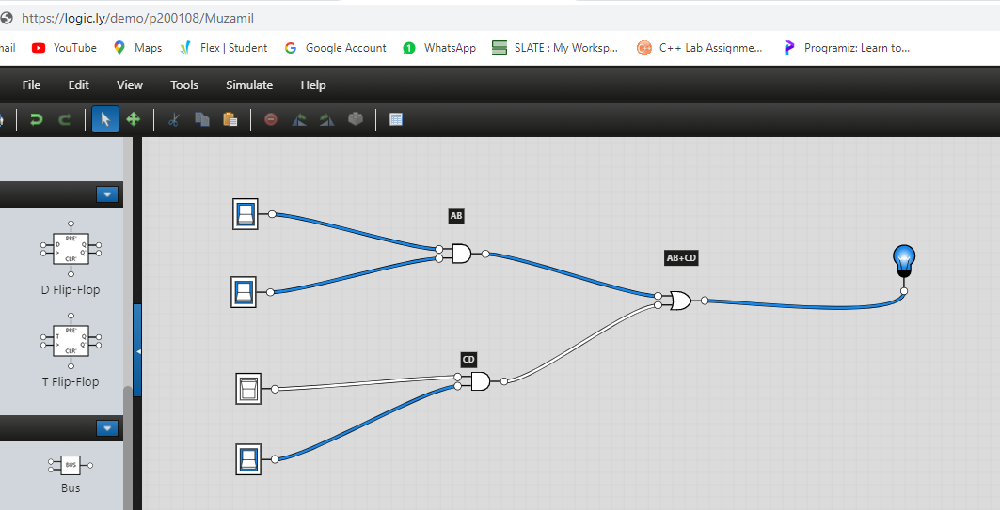 https://logic.ly/demo/p200108/Muzamil
nail YouTube Maps Flex | Student Google Account 1 WhatsApp SLATE : My Worksp... C++ Lab Assignme... Programiz: Learn to...
File Edit View Tools Simulate Help
AB
AB+CD
CD
PRE'
D Q
> Q'
CLR'
D Flip-Flop
PRE'
T Q
> Q'
CLR'
T Flip-Flop
BUS
Bus